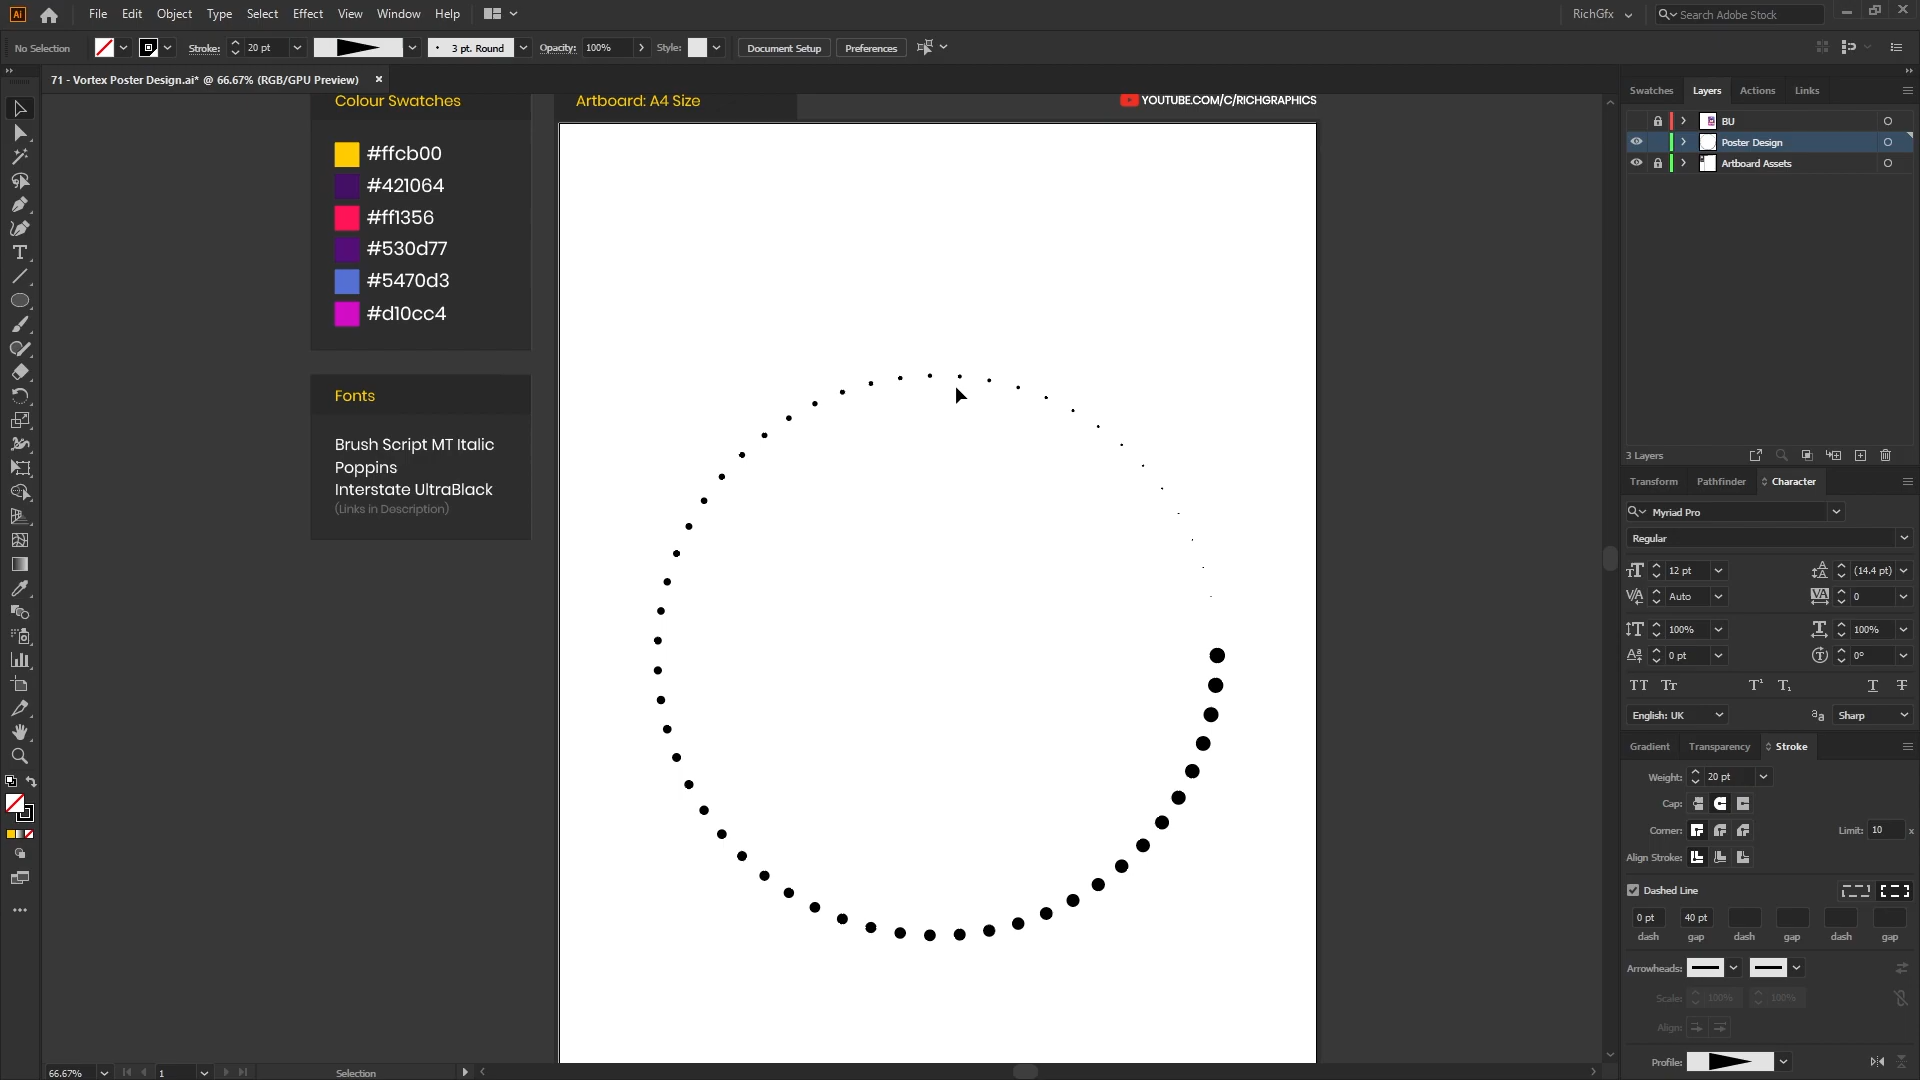 Ai File Edit Object Type Select Effect View Window Help RichGfx Search Adobe Stock
No Selection Stroke: 20 pt 3 pt. Round Opacity: 100% Style: Document Setup Preferences
71 - Vortex Poster Design.ai* @ 66.67% (RGB/GPU Preview) ×
Colour Swatches
#ffcb00
#421064
#ff1356
#530d77
#5470d3
#d10cc4
Fonts
Brush Script MT Italic
Poppins
Interstate UltraBlack
(Links in Description)
Artboard: A4 Size
YOUTUBE.COM/C/RICHGRAPHICS
Swatches Layers Actions Links
BU
Poster Design
Artboard Assets
3 Layers
Transform Pathfinder Character
Myriad Pro
Regular
12 pt (14.4 pt)
Auto 0
100% 100%
0 pt 0°
English: UK Sharp
Gradient Transparency Stroke
Weight: 20 pt
Cap:
Corner: Limit: 10 x
Align Stroke:
Dashed Line
0 pt 40 pt
dash gap dash gap dash gap
Arrowheads:
Scale: 100% 100%
Align:
Profile:
66.67% 1 Selection